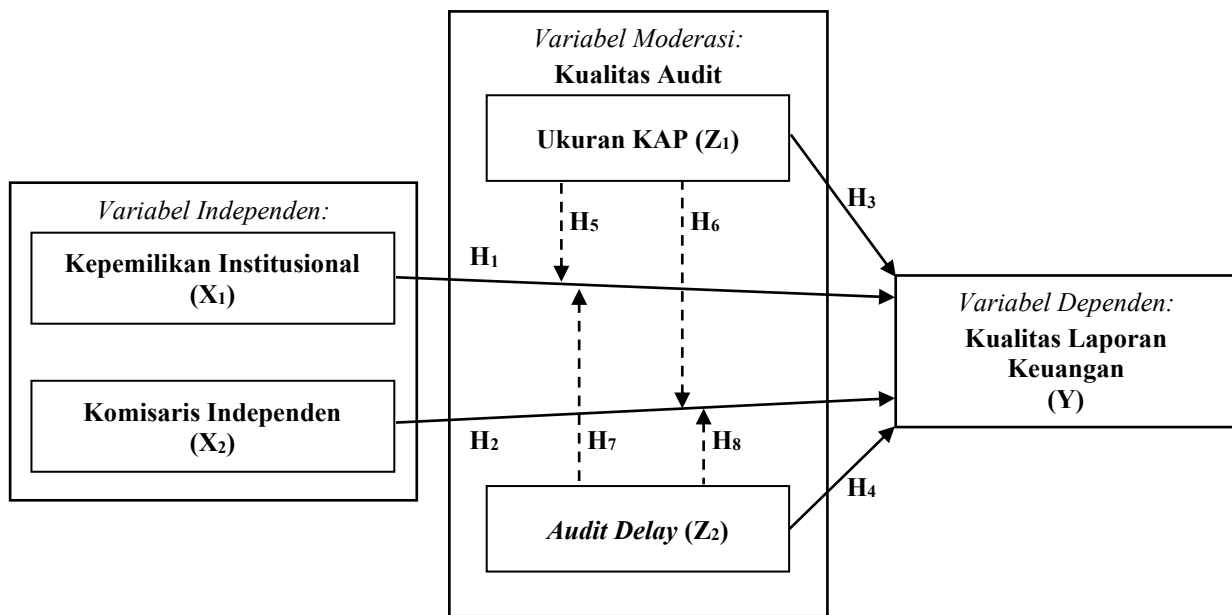 Variabel Moderasi:
Kualitas Audit
Ukuran KAP (Z₁)
H₃
Variabel Independen:
H₅
H₆
Kepemilikan Institusional
(X₁)
H₁
Variabel Dependen:
Kualitas Laporan
Keuangan
(Y)
Komisaris Independen
(X₂)
H₂
H₇
H₈
H₄
Audit Delay (Z₂)